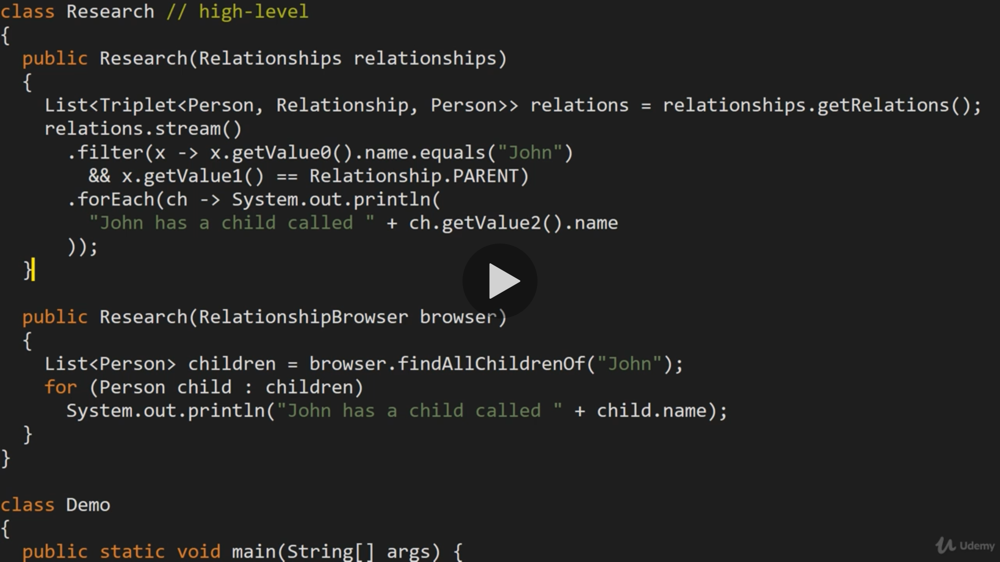 class Research // high-level
{
  public Research(Relationships relationships)
  {
    List<Triplet<Person, Relationship, Person>> relations = relationships.getRelations();
    relations.stream()
      .filter(x -> x.getValue0().name.equals("John")
        && x.getValue1() == Relationship.PARENT)
      .forEach(ch -> System.out.println(
        "John has a child called " + ch.getValue2().name
      ));
  }

  public Research(RelationshipBrowser browser)
  {
    List<Person> children = browser.findAllChildrenOf("John");
    for (Person child : children)
      System.out.println("John has a child called " + child.name);
  }
}

class Demo
{
  public static void main(String[] args) {
Udemy